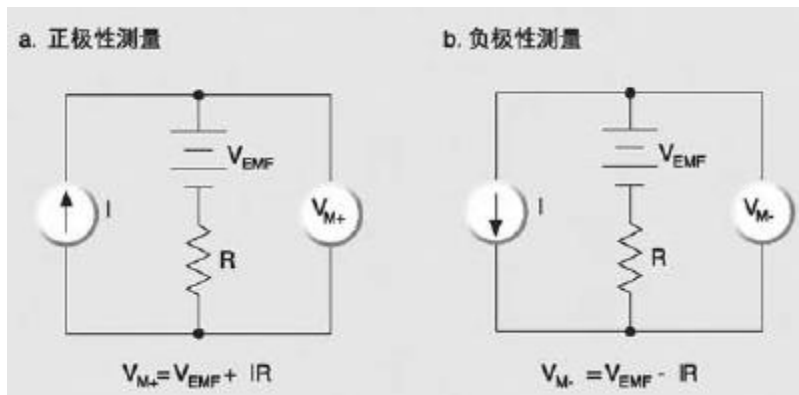 a. 正极性测量
b. 负极性测量
V_EMF
I
V_M+
R
V_M+=V_EMF+ IR
V_EMF
I
V_M-
R
V_M- =V_EMF - IR